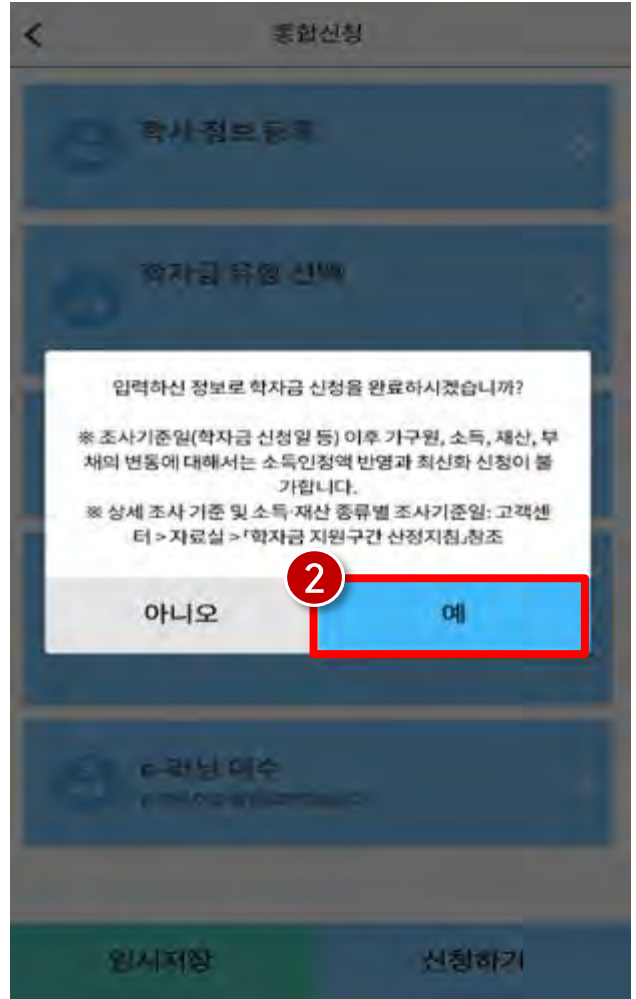 종합신청
학사정보 등록
학자금 유형 선택
입력하신 정보로 학자금 신청을 완료하시겠습니까?
※ 조사기준일(학자금 신청일 등) 이후 가구원, 소득, 재산, 부
채의 변동에 대해서는 소득인정액 반영과 최신화 신청이 불
가합니다.
※ 상세 조사 기준 및 소득·재산 종류별 조사기준일: 고객센
터 > 자료실 >「학자금 지원구간 산정지침」참조
2
아니오
예
e-러닝 이수
임시저장
신청하기